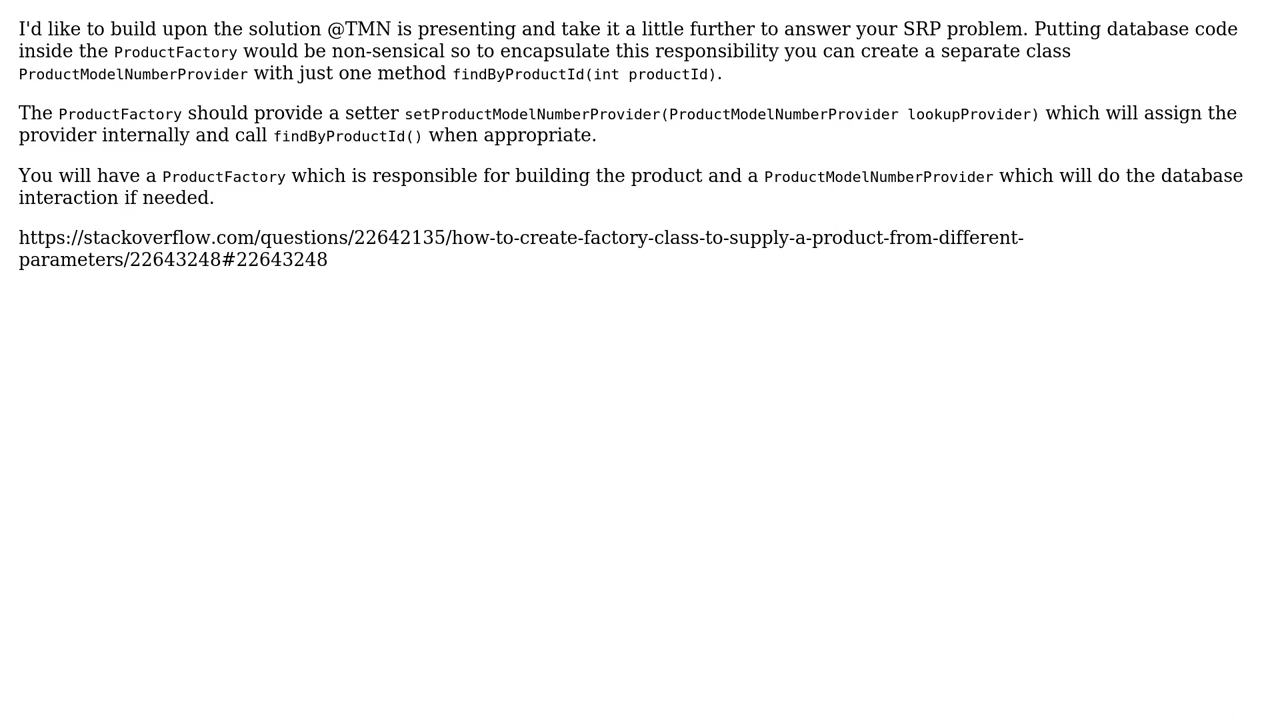 I'd like to build upon the solution @TMN is presenting and take it a little further to answer your SRP problem. Putting database code
inside the ProductFactory would be non-sensical so to encapsulate this responsibility you can create a separate class
ProductModelNumberProvider with just one method findByProductId(int productId).
The ProductFactory should provide a setter setProductModelNumberProvider(ProductModelNumberProvider lookupProvider) which will assign the
provider internally and call findByProductId() when appropriate.
You will have a ProductFactory which is responsible for building the product and a ProductModelNumberProvider which will do the database
interaction if needed.
https://stackoverflow.com/questions/22642135/how-to-create-factory-class-to-supply-a-product-from-different-
parameters/22643248#22643248